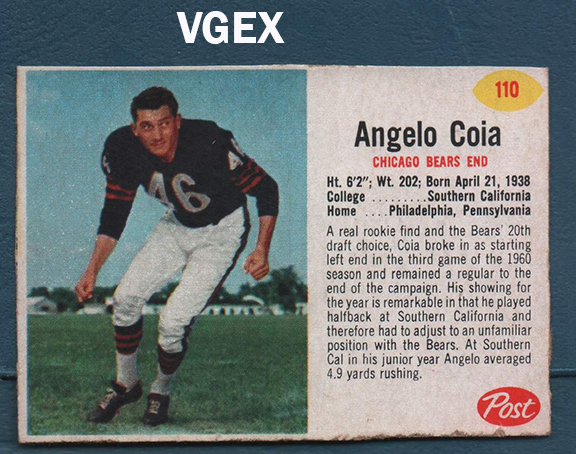 VGEX
110
Angelo Coia
CHICAGO BEARS END
Ht. 6'2"; Wt. 202; Born April 21, 1938
College .........Southern California
Home ....Philadelphia, Pennsylvania
A real rookie find and the Bears' 20th
draft choice, Coia broke in as starting
left end in the third game of the 1960
season and remained a regular to the
end of the campaign. His showing for
the year is remarkable in that he played
halfback at Southern California and
therefore had to adjust to an unfamiliar
position with the Bears. At Southern
Cal in his junior year Angelo averaged
4.9 yards rushing.
46
46
Post